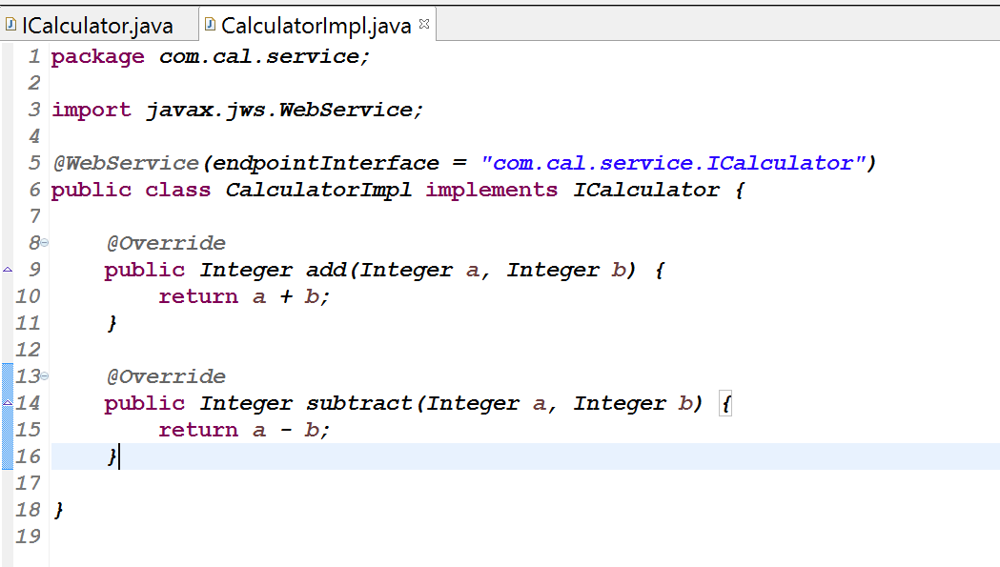 ICalculator.java CalculatorImpl.java
1 package com.cal.service;
2
3 import javax.jws.WebService;
4
5 @WebService(endpointInterface = "com.cal.service.ICalculator")
6 public class CalculatorImpl implements ICalculator {
7
8 @Override
9 public Integer add(Integer a, Integer b) {
10 return a + b;
11 }
12
13 @Override
14 public Integer subtract(Integer a, Integer b) {
15 return a - b;
16 }
17
18 }
19